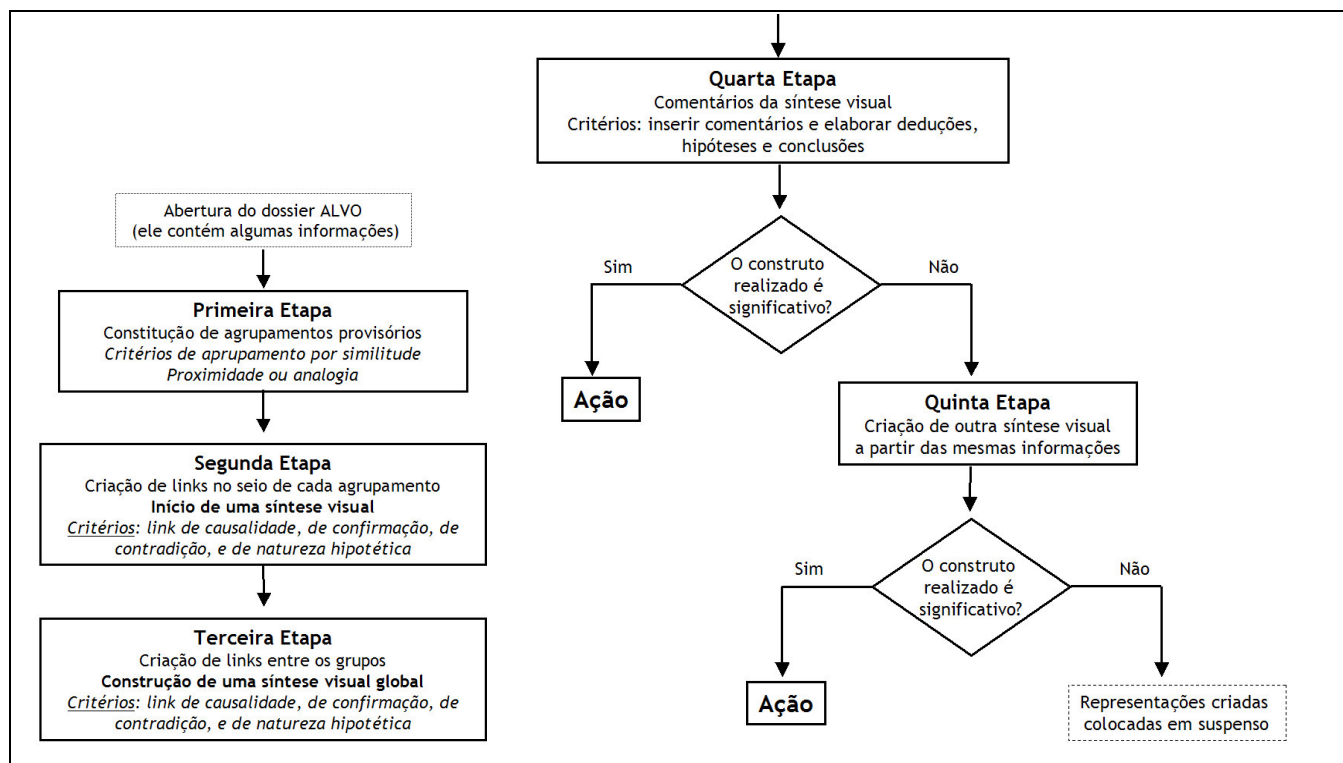 Abertura do dossier ALVO
(ele contém algumas informações)
Primeira Etapa
Constituição de agrupamentos provisórios
Critérios de aprupamento por similitude
Proximidade ou analogia
Segunda Etapa
Criação de links no seio de cada agrupamento
Início de uma síntese visual
Critérios: link de causalidade, de confirmação, de
contradição, e de natureza hipotética
Terceira Etapa
Criação de links entre os grupos
Construção de uma síntese visual global
Critérios: link de causalidade, de confirmação, de
contradição, e de natureza hipotética
Quarta Etapa
Comentários da síntese visual
Critérios: inserir comentários e elaborar deduções,
hipóteses e conclusões
O construto
realizado é
significativo?
Sim
Não
Ação
Quinta Etapa
Criação de outra síntese visual
a partir das mesmas informações
O construto
realizado é
significativo?
Sim
Não
Ação
Representações criadas
colocadas em suspenso